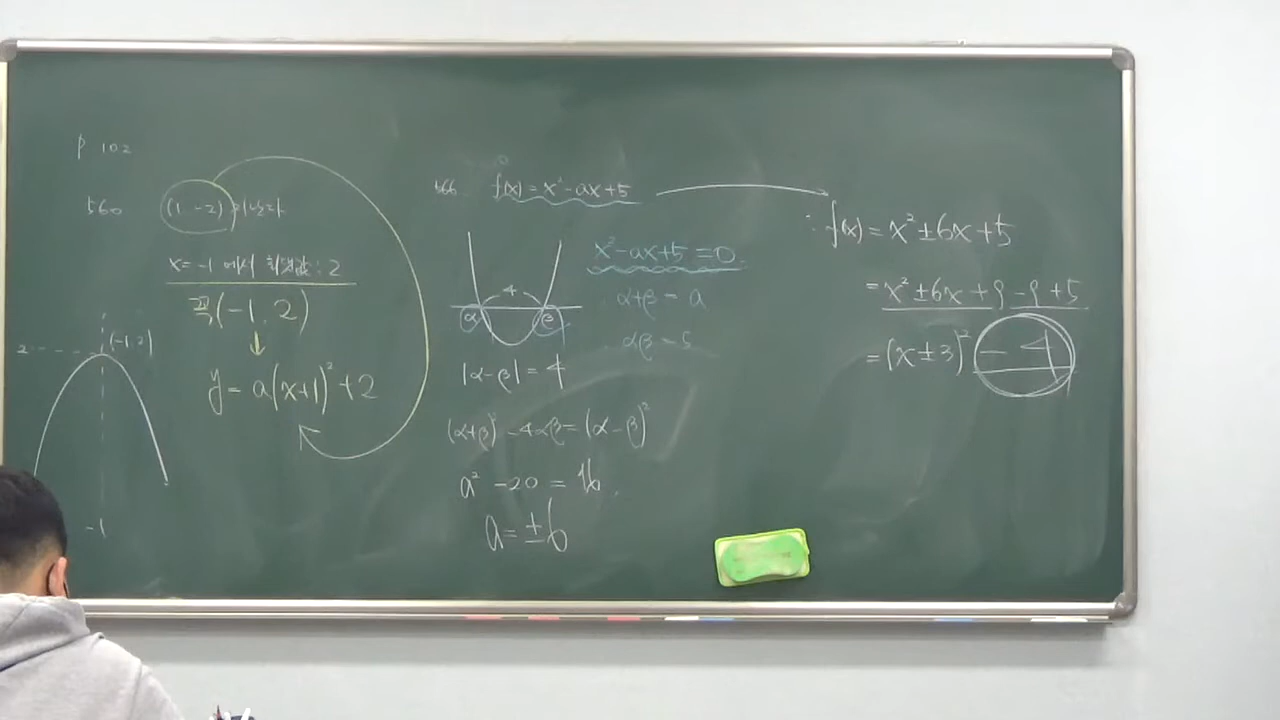 p 102
560 (1, -2)
x=-1 에서 최댓값: 2
꼭(-1, 2)
y = a(x+1)² + 2
2
(-1, 2)
-1
566. f(x) = x² - ax + 5
x² - ax + 5 = 0
4
α β
α+β = a
αβ = 5
|α-β| = 4
(α+β)² - 4αβ = (α-β)²
a² - 20 = 16
a = ±6
∴ f(x) = x² ± 6x + 5
= x² ± 6x + 9 - 9 + 5
= (x ± 3)² - 4